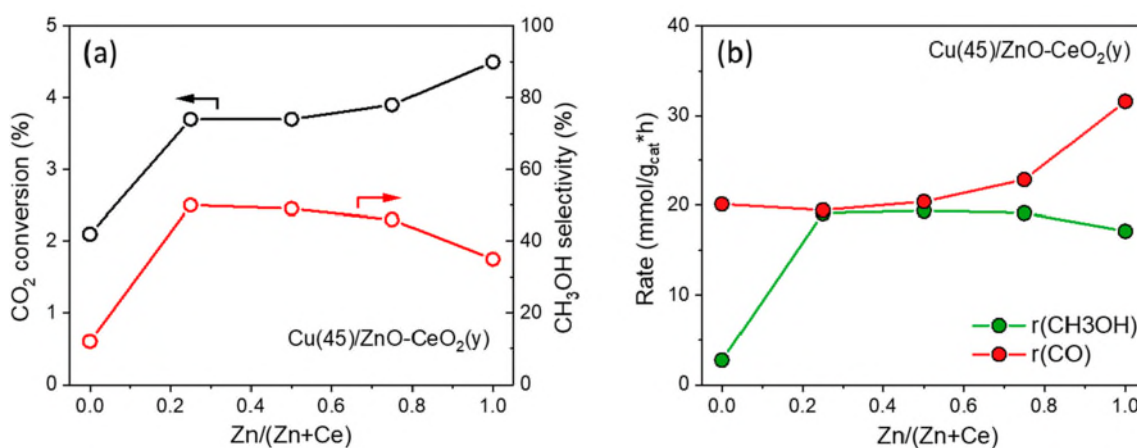 (a)
CO2 conversion (%)
5
4
3
2
1
0
100
80
60
40
20
0
CH3OH selectivity (%)
Cu(45)/ZnO-CeO2(y)
0.0 0.2 0.4 0.6 0.8 1.0
Zn/(Zn+Ce)
(b)
Cu(45)/ZnO-CeO2(y)
Rate (mmol/gcat*h)
40
30
20
10
0
r(CH3OH)
r(CO)
0.0 0.2 0.4 0.6 0.8 1.0
Zn/(Zn+Ce)